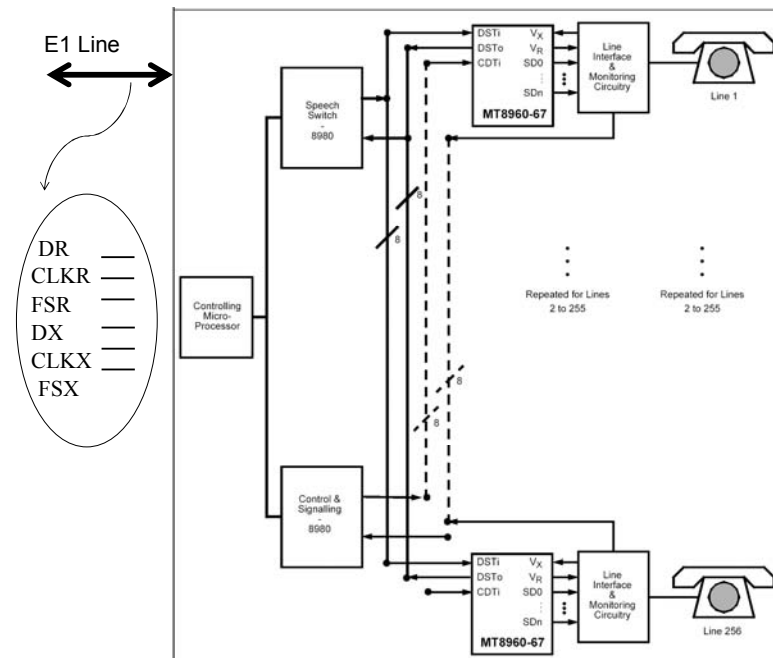 E1 Line
DR
CLKR
FSR
DX
CLKX
FSX
Controlling
Micro-
Processor
Speech
Switch
-
8980
Control &
Signalling
-
8980
8
8
8
8
DSTi
DSTo
CDTi
VX
VR
SD0
SDn
MT8960-67
Line
Interface
&
Monitoring
Circuitry
Line 1
Repeated for Lines
2 to 255
Repeated for Lines
2 to 255
DSTi
DSTo
CDTi
VX
VR
SD0
SDn
MT8960-67
Line
Interface
&
Monitoring
Circuitry
Line 256